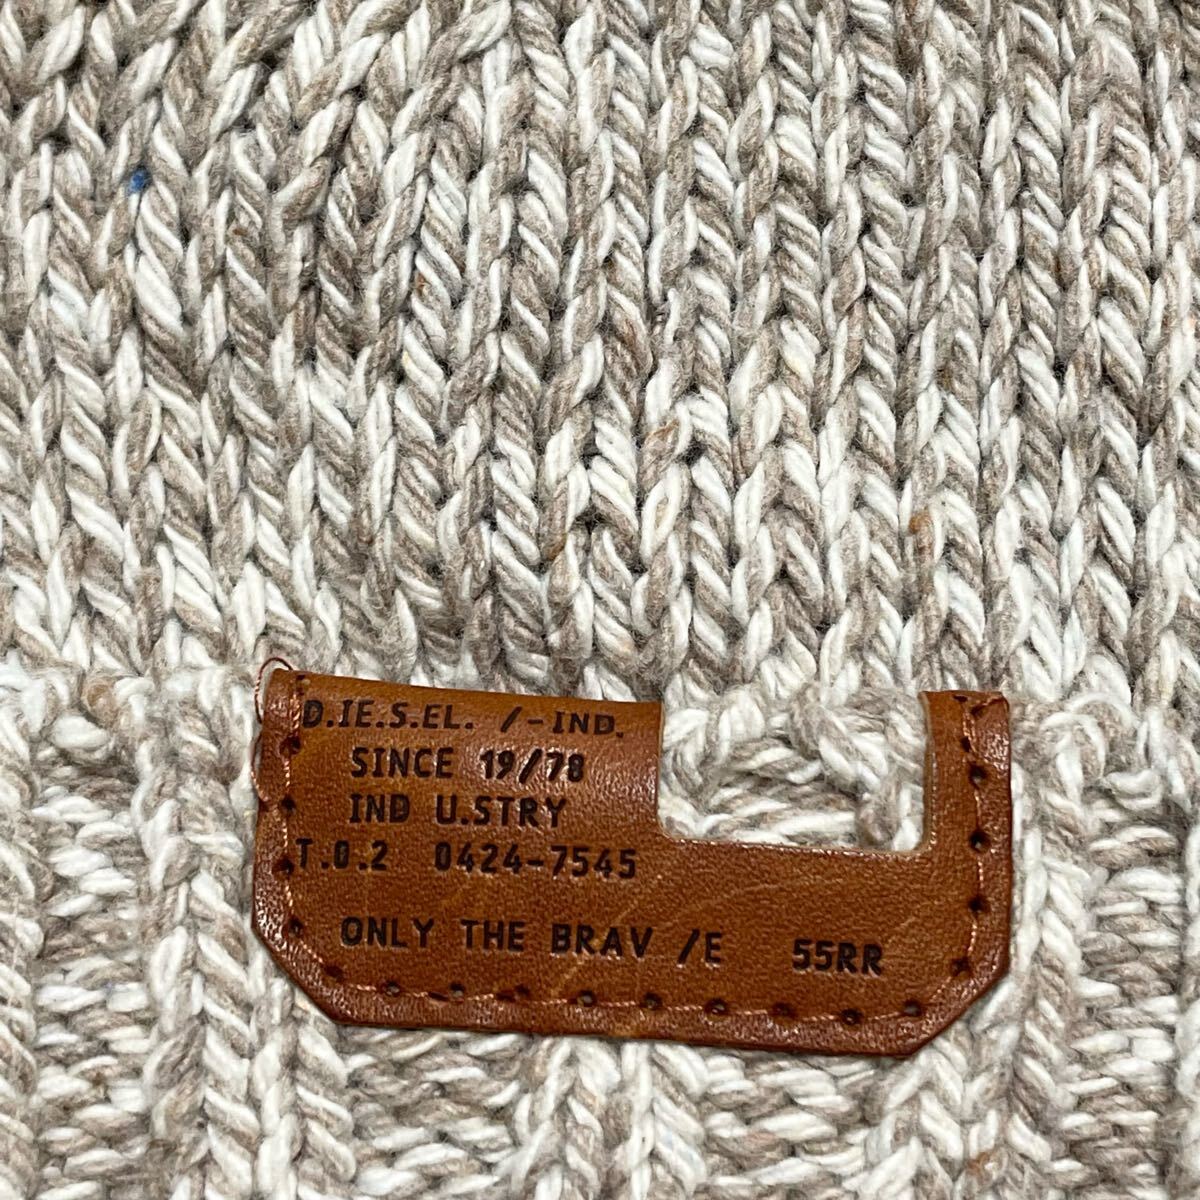 D.IE.S.EL. /-IND.
SINCE 19/78
IND U.STRY
T.0.2 0424-7545
ONLY THE BRAV /E 55RR